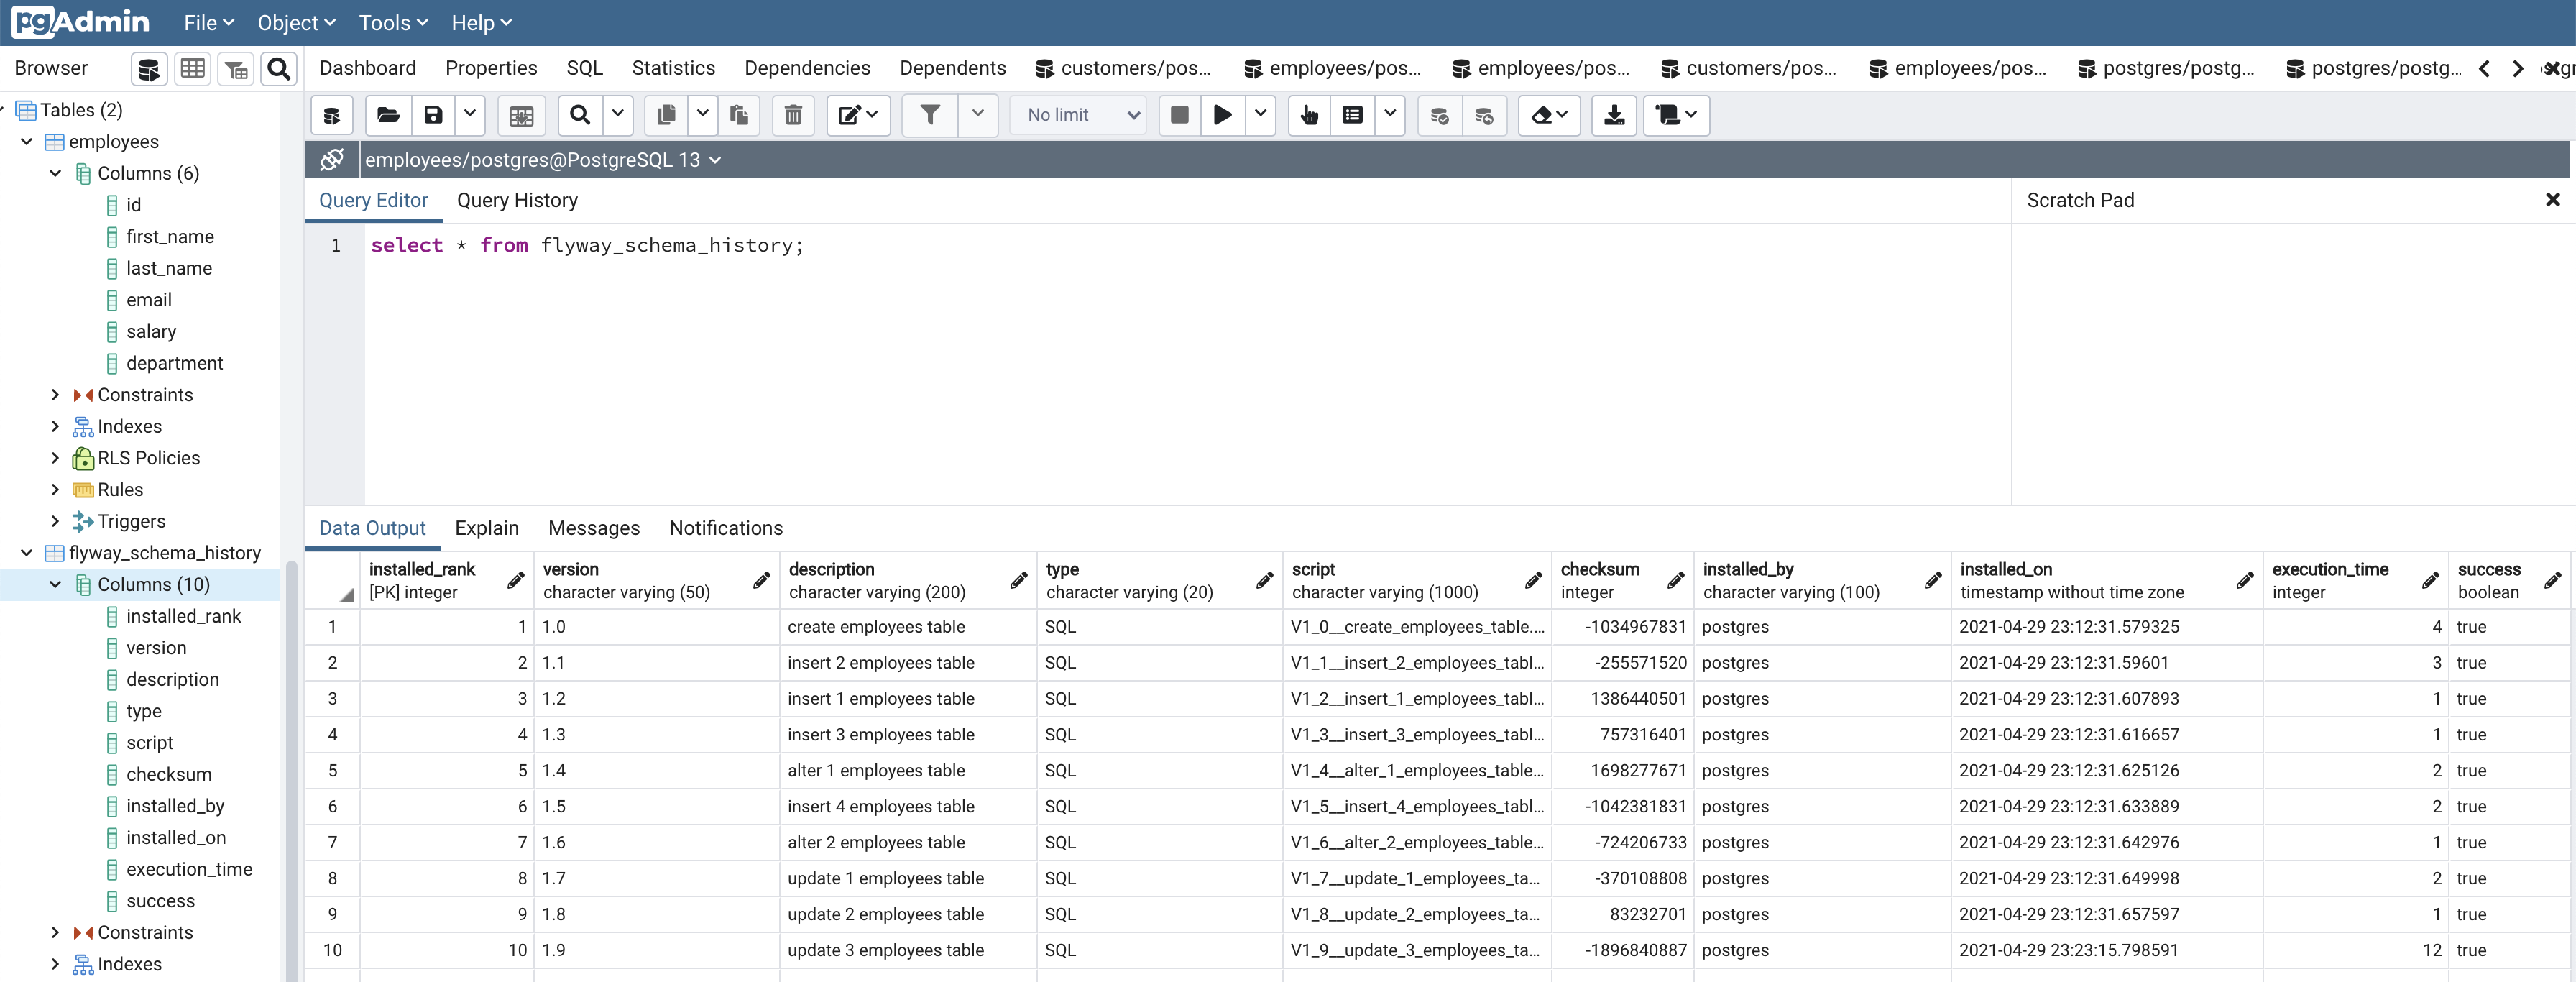 pgAdmin File Object Tools Help
Browser
Dashboard Properties SQL Statistics Dependencies Dependents customers/pos... employees/pos... employees/pos... customers/pos... employees/pos... postgres/postg... postgres/postg...
Tables (2)
employees
Columns (6)
id
first_name
last_name
email
salary
department
Constraints
Indexes
RLS Policies
Rules
Triggers
flyway_schema_history
Columns (10)
installed_rank
version
description
type
script
checksum
installed_by
installed_on
execution_time
success
Constraints
Indexes
No limit
employees/postgres@PostgreSQL 13
Query Editor Query History
Scratch Pad
1 select * from flyway_schema_history;
Data Output Explain Messages Notifications
installed_rank version description type script checksum installed_by installed_on execution_time success
[PK] integer character varying (50) character varying (200) character varying (20) character varying (1000) integer character varying (100) timestamp without time zone integer boolean
1 1 1.0 create employees table SQL V1_0__create_employees_table.... -1034967831 postgres 2021-04-29 23:12:31.579325 4 true
2 2 1.1 insert 2 employees table SQL V1_1__insert_2_employees_tabl... -255571520 postgres 2021-04-29 23:12:31.59601 3 true
3 3 1.2 insert 1 employees table SQL V1_2__insert_1_employees_tabl... 1386440501 postgres 2021-04-29 23:12:31.607893 1 true
4 4 1.3 insert 3 employees table SQL V1_3__insert_3_employees_tabl... 757316401 postgres 2021-04-29 23:12:31.616657 1 true
5 5 1.4 alter 1 employees table SQL V1_4__alter_1_employees_table... 1698277671 postgres 2021-04-29 23:12:31.625126 2 true
6 6 1.5 insert 4 employees table SQL V1_5__insert_4_employees_tabl... -1042381831 postgres 2021-04-29 23:12:31.633889 2 true
7 7 1.6 alter 2 employees table SQL V1_6__alter_2_employees_table... -724206733 postgres 2021-04-29 23:12:31.642976 1 true
8 8 1.7 update 1 employees table SQL V1_7__update_1_employees_ta... -370108808 postgres 2021-04-29 23:12:31.649998 2 true
9 9 1.8 update 2 employees table SQL V1_8__update_2_employees_ta... 83232701 postgres 2021-04-29 23:12:31.657597 1 true
10 10 1.9 update 3 employees table SQL V1_9__update_3_employees_ta... -1896840887 postgres 2021-04-29 23:23:15.798591 12 true